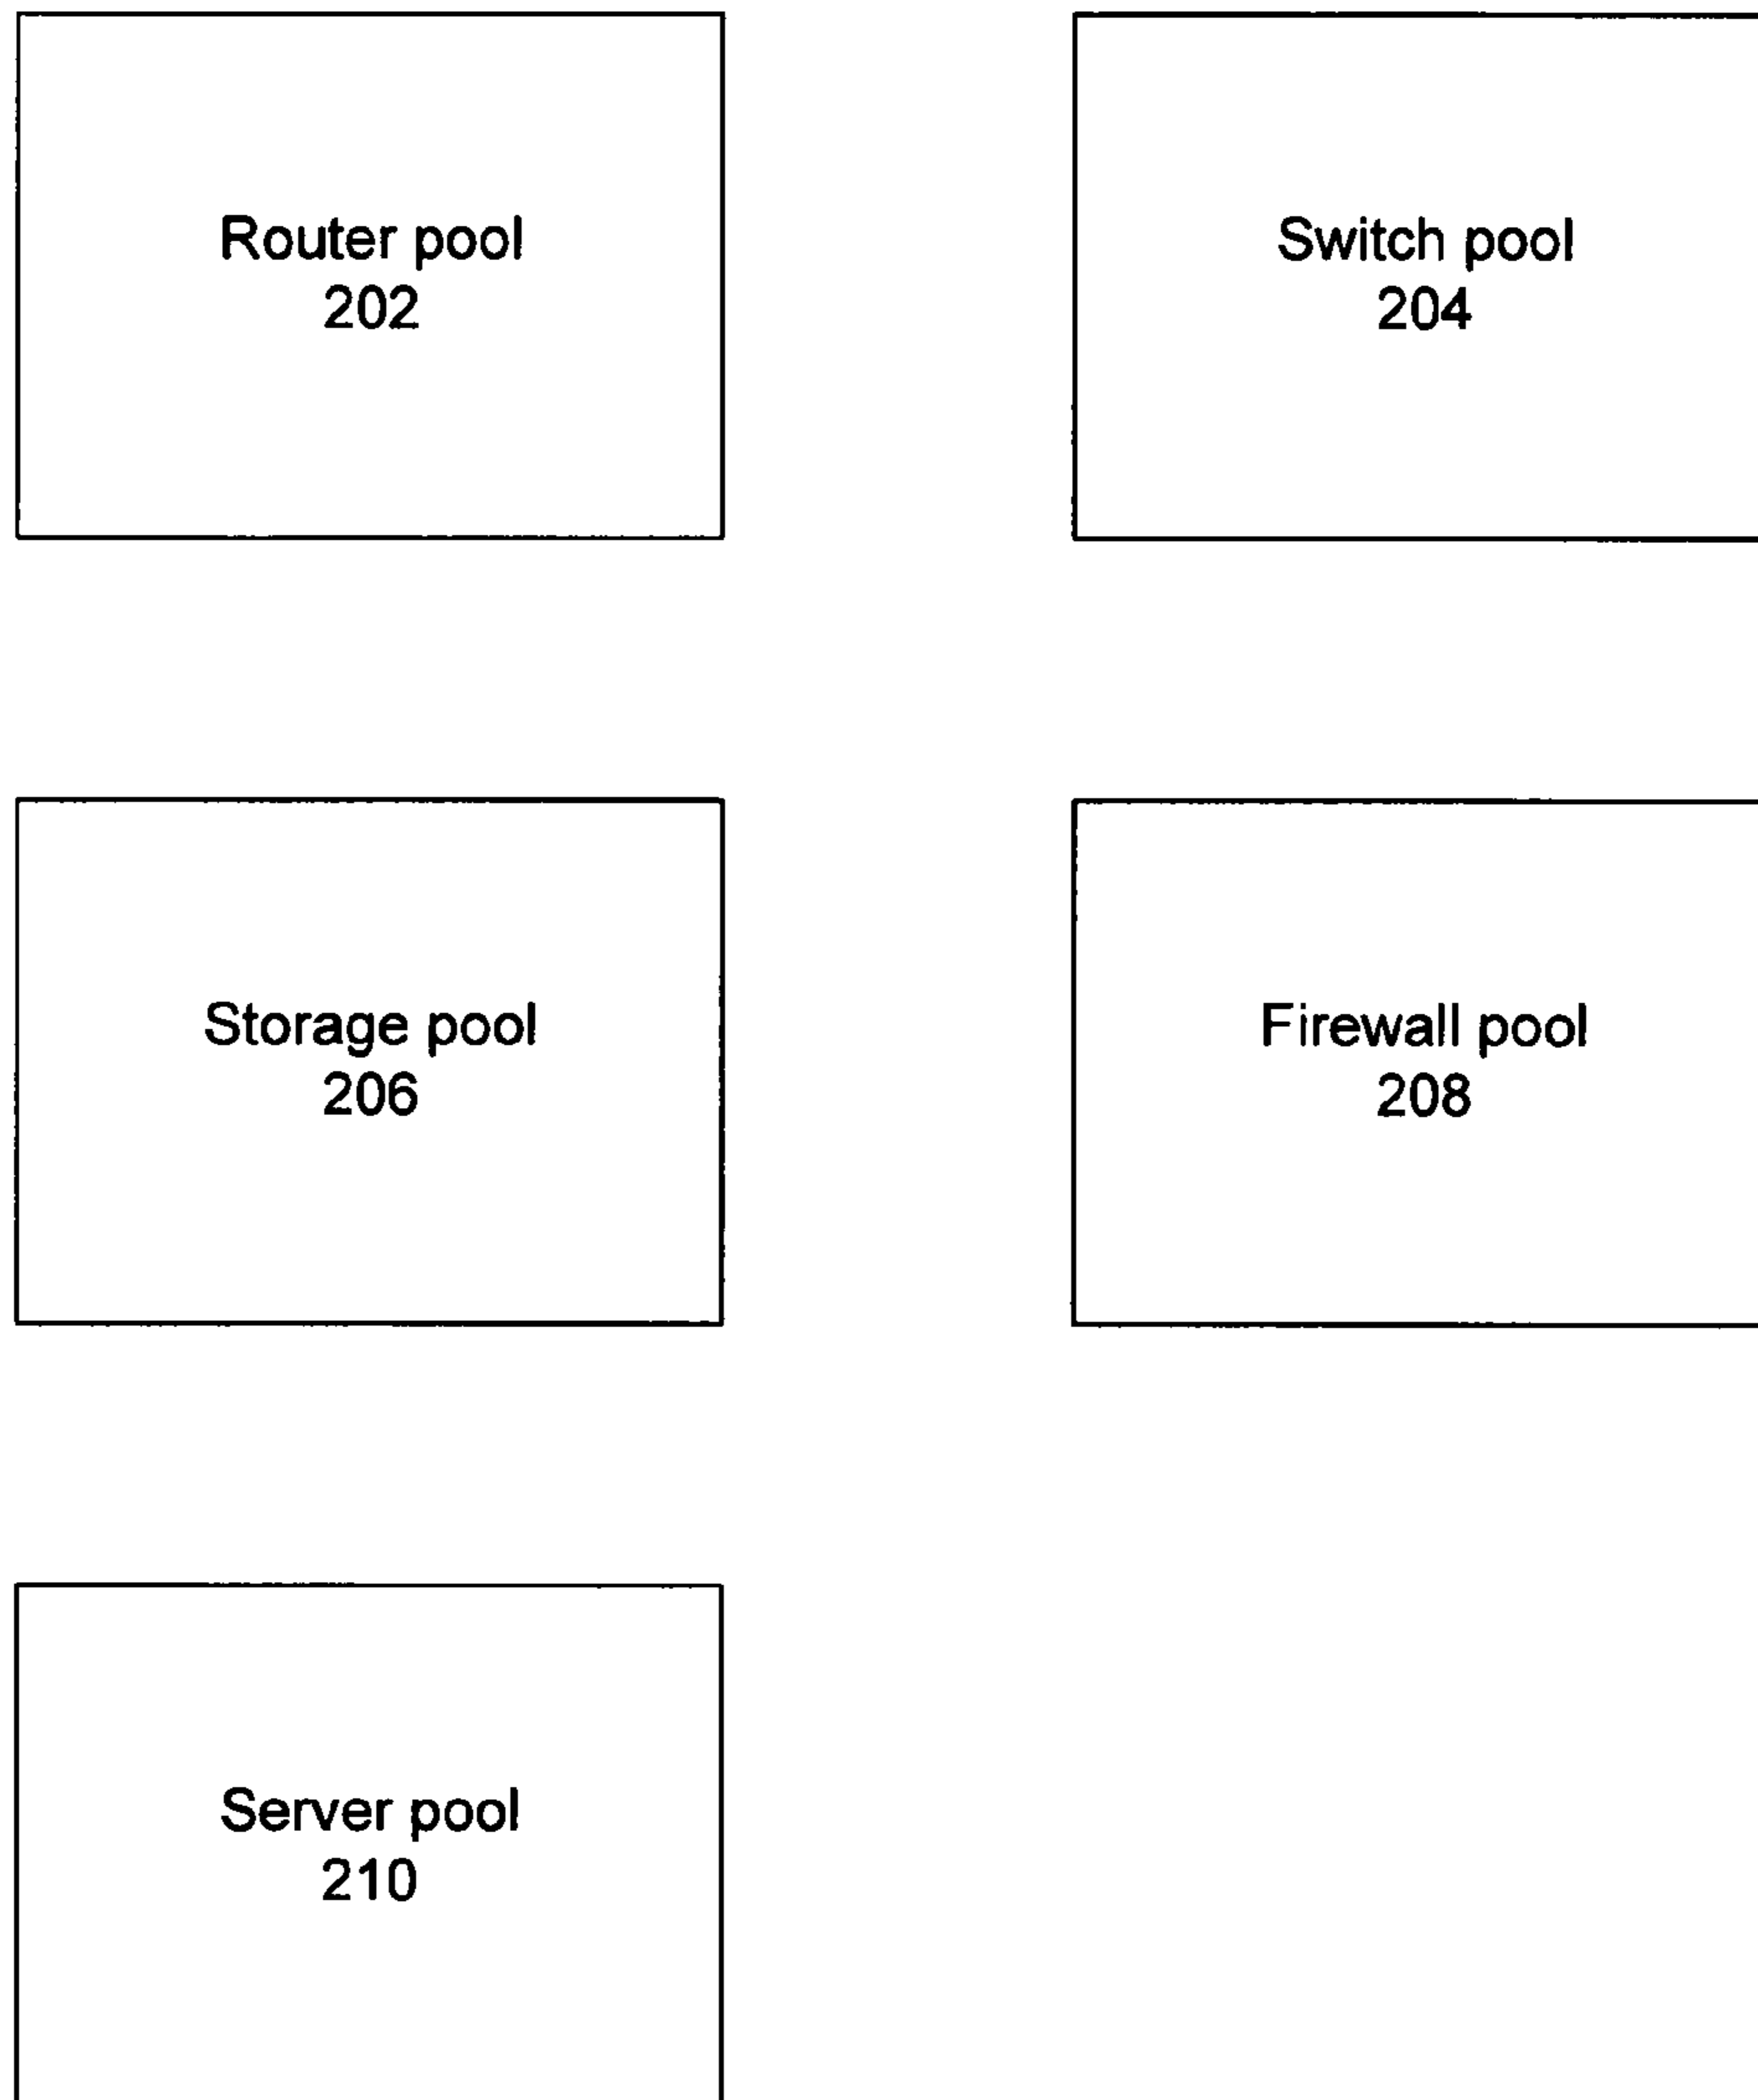 Router pool
202
Switch pool
204
Storage pool
206
Firewall pool
208
Server pool
210